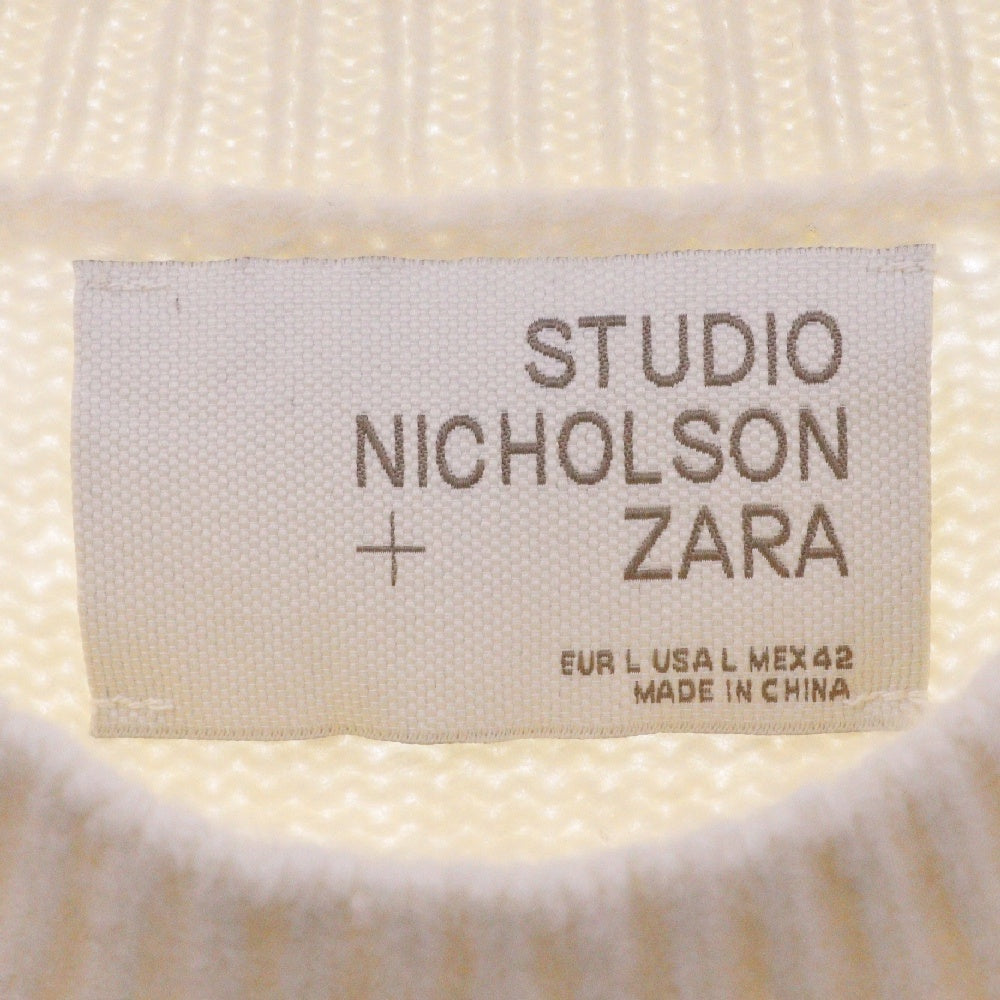 STUDIO
NICHOLSON
+ ZARA
EUR L USA L MEX 42
MADE IN CHINA